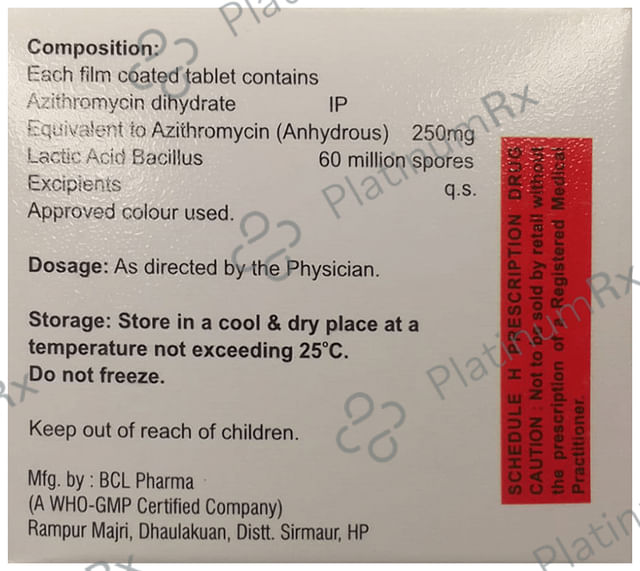 Composition:
Each film coated tablet contains
Azithromycin dihydrate IP
Equivalent to Azithromycin (Anhydrous) 250mg
Lactic Acid Bacillus 60 million spores
Excipients q.s.
Approved colour used.
Dosage: As directed by the Physician.
Storage: Store in a cool & dry place at a
temperature not exceeding 25°C.
Do not freeze.
Keep out of reach of children.
Mfg. by : BCL Pharma
(A WHO-GMP Certified Company)
Rampur Majri, Dhaulakuan, Distt. Sirmaur, HP
SCHEDULE H PRESCRIPTION DRUG
CAUTION : Not to be sold by retail without
the prescription of a Registered Medical
Practitioner.
PlatinumRx
PlatinumRx
Platin
Rx